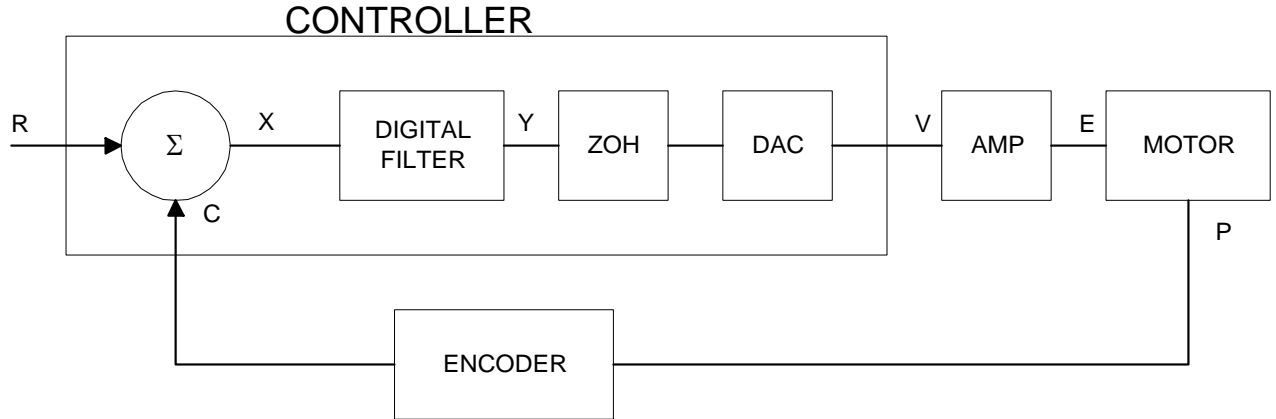 CONTROLLER
R
Σ
X
DIGITAL
FILTER
Y
ZOH
DAC
V
AMP
E
MOTOR
C
P
ENCODER